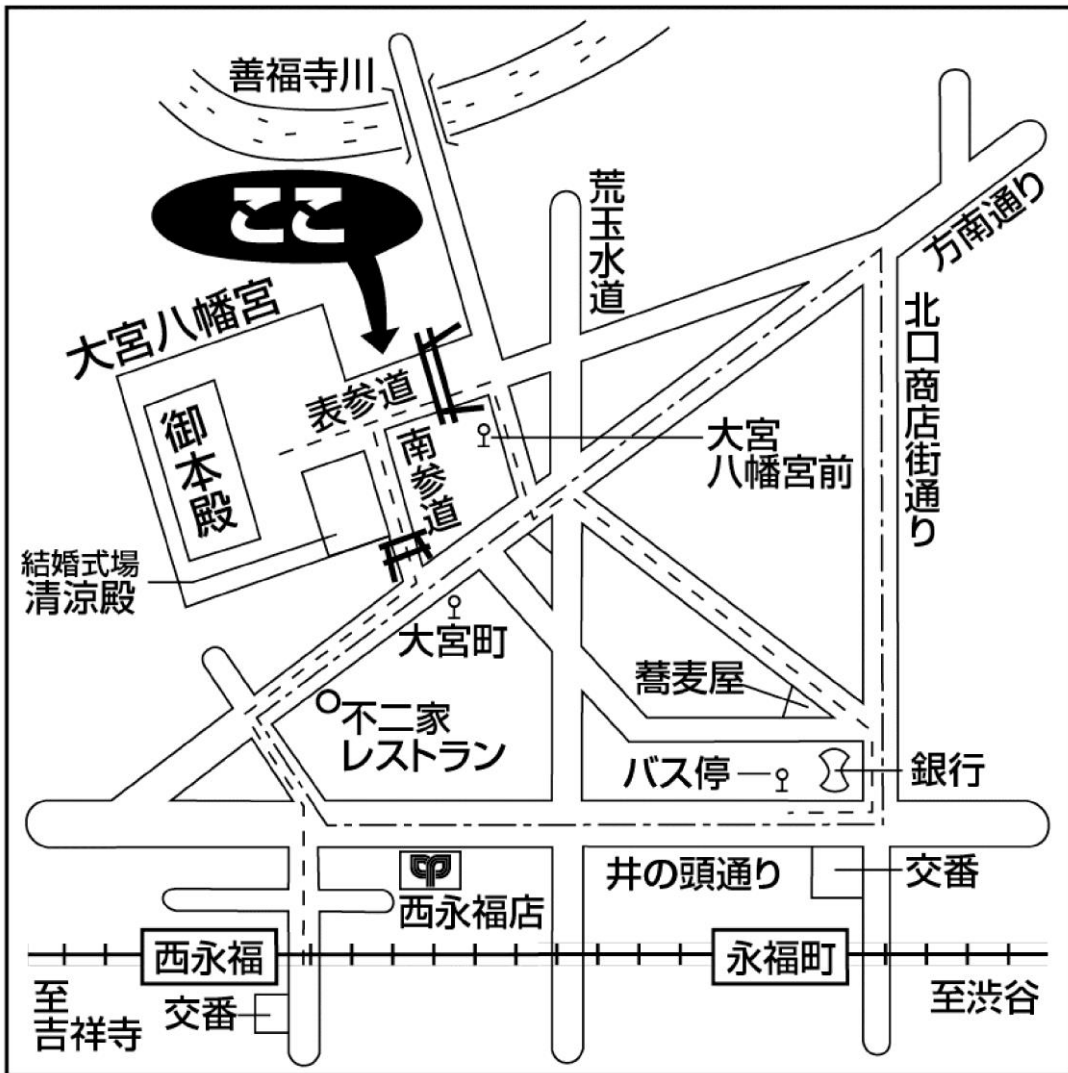 善福寺川
ここ
荒玉水道
方南通り
大宮八幡宮
北口商店街通り
表参道
御本殿
南参道
大宮
八幡宮前
結婚式場
清涼殿
大宮町
蕎麦屋
不二家
レストラン
バス停
銀行
井の頭通り
交番
西永福店
西永福
永福町
至
吉祥寺
交番
至渋谷